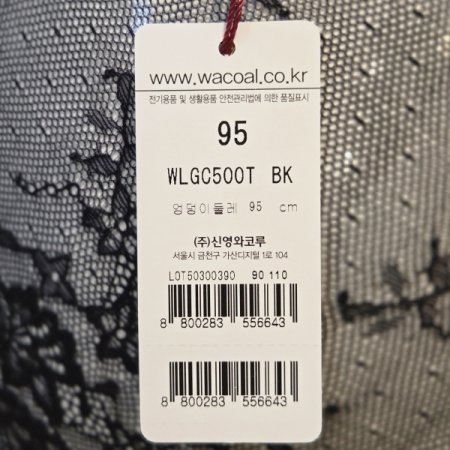 www.wacoal.co.kr
전기용품 및 생활용품 안전관리법에 의한 품질표시
95
WLGC500T BK
엉덩이둘레 95 cm
(주)신영와코루
서울시 금천구 가산디지털 1로 104
LOT50300390 90 110
8 800283 556643
8 800283 556643